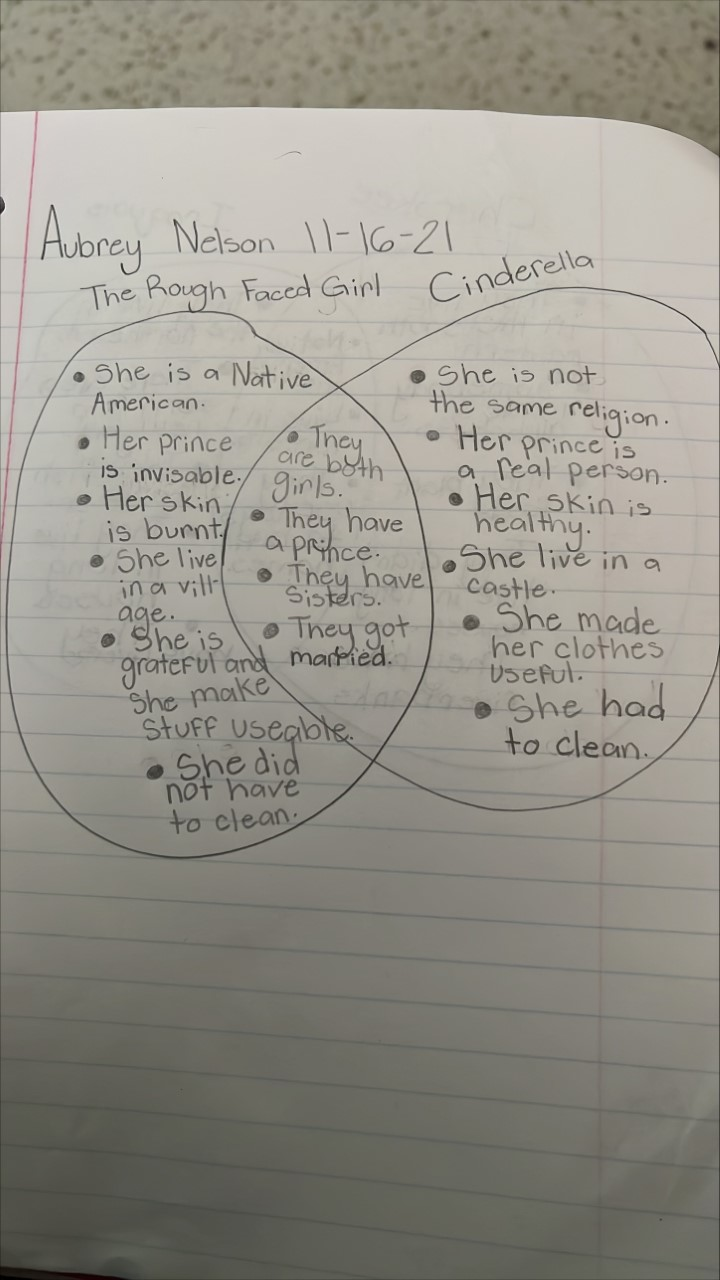 Aubrey Nelson 11-16-21
The Rough Faced Girl
Cinderella
• She is a Native
American.
• Her prince
is invisable.
• Her skin
is burnt.
• She live
in a vill-
age.
• She is
grateful and
she make
stuff useable.
• She did
not have
to clean.
• They
are both
girls.
• They have
a prince.
• They have
Sisters.
• They got
married.
• She is not
the same religion.
• Her prince is
a real person.
• Her skin is
healthy.
• She live in a
castle.
• She made
her clothes
useful.
• She had
to clean.